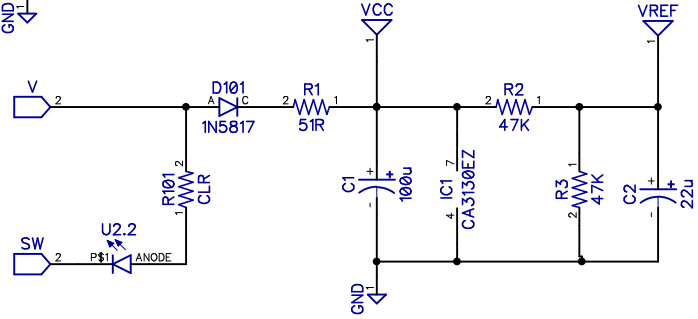 GND 1
VCC
VREF
1
1
V 2
D101
A C
1N5817
2 R1 1
51R
2 R2 1
47K
R101
2
1
CLR
C1
+ +
-
100u
IC1
7
4
CA3130EZ
R3
1
2
47K
C2
+ +
-
22u
U2.2
SW 2
P$1 ANODE
GND 1